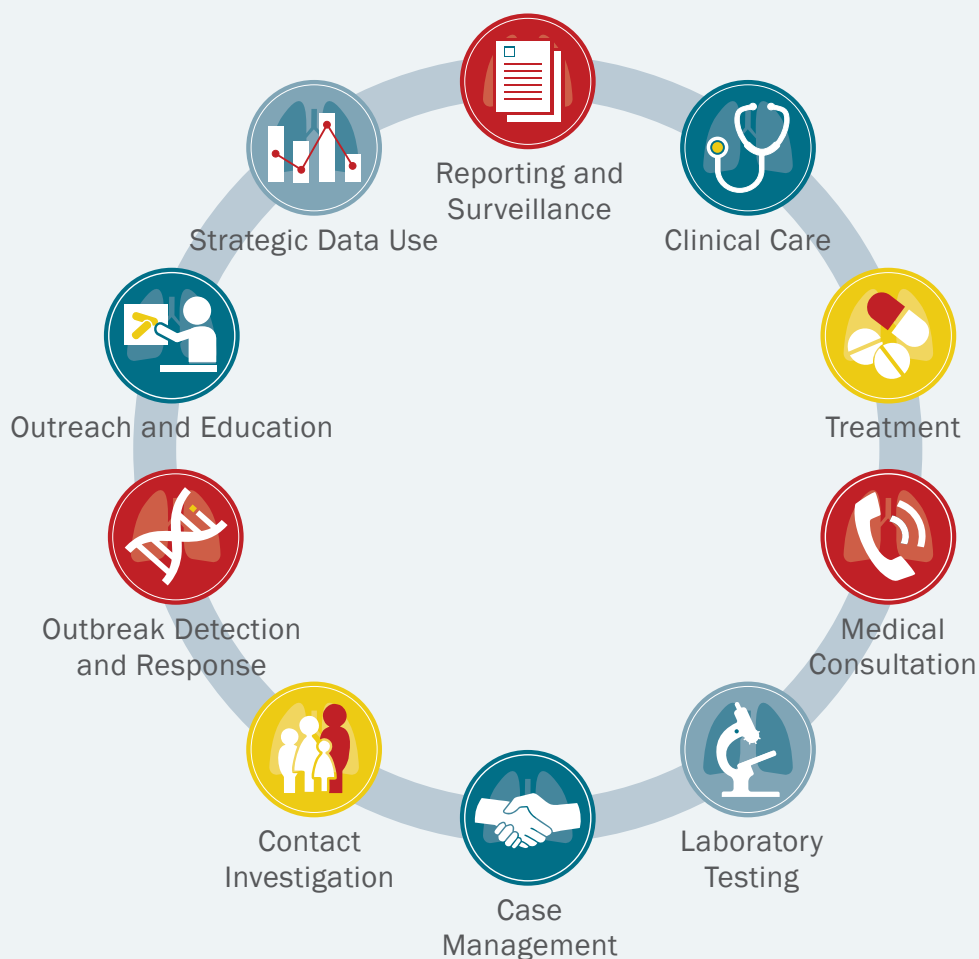 Reporting and
Surveillance
Clinical Care
Treatment
Medical
Consultation
Laboratory
Testing
Case
Management
Contact
Investigation
Outbreak Detection
and Response
Outreach and Education
Strategic Data Use